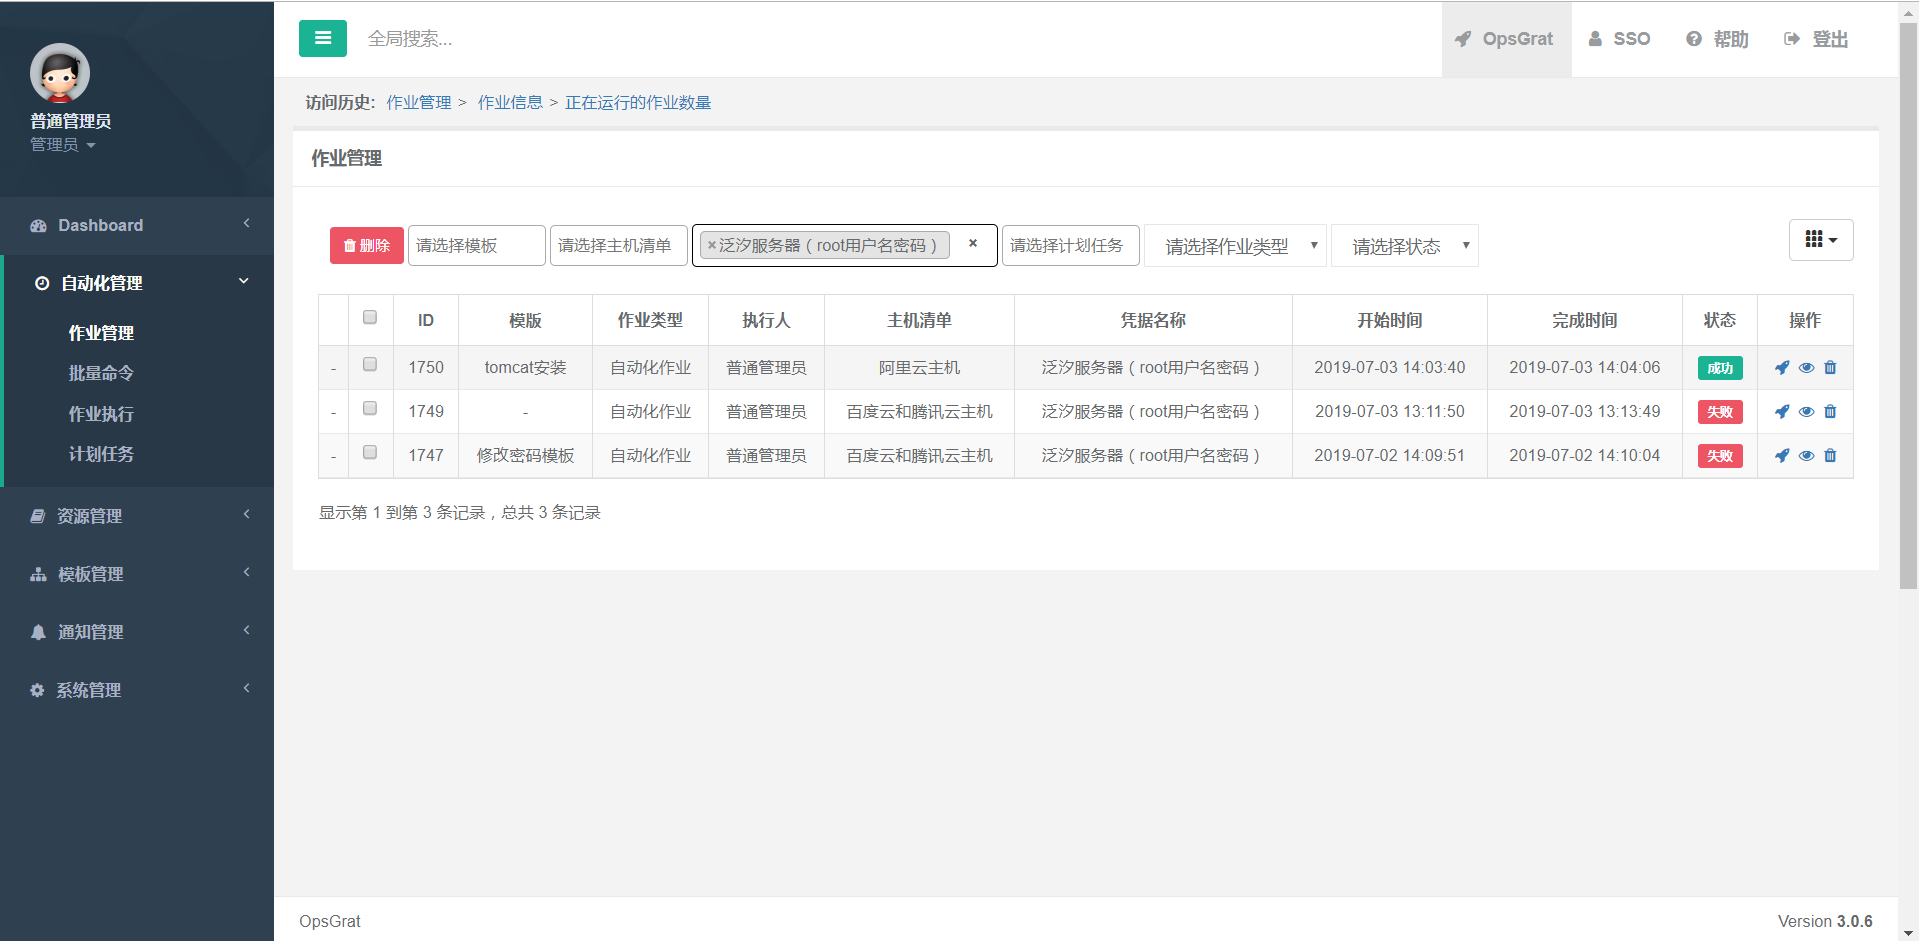 普通管理员
管理员
Dashboard
自动化管理
作业管理
批量命令
作业执行
计划任务
资源管理
模板管理
通知管理
系统管理
全局搜索...
OpsGrat
SSO
帮助
登出
访问历史: 作业管理 > 作业信息 > 正在运行的作业数量
作业管理
删除 请选择模板 请选择主机清单 ×泛汐服务器（root用户名密码） × 请选择计划任务 请选择作业类型 请选择状态
ID 模版 作业类型 执行人 主机清单 凭据名称 开始时间 完成时间 状态 操作
- 1750 tomcat安装 自动化作业 普通管理员 阿里云主机 泛汐服务器（root用户名密码） 2019-07-03 14:03:40 2019-07-03 14:04:06 成功
- 1749 - 自动化作业 普通管理员 百度云和腾讯云主机 泛汐服务器（root用户名密码） 2019-07-03 13:11:50 2019-07-03 13:13:49 失败
- 1747 修改密码模板 自动化作业 普通管理员 百度云和腾讯云主机 泛汐服务器（root用户名密码） 2019-07-02 14:09:51 2019-07-02 14:10:04 失败
显示第 1 到第 3 条记录，总共 3 条记录
OpsGrat
Version 3.0.6